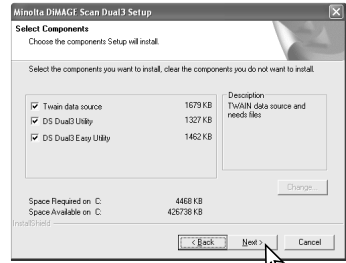 Minolta DiMAGE Scan Dual3 Setup
Select Components
Choose the components Setup will install.
Select the components you want to install, clear the components you do not want to install.
Twain data source 1679 KB
DS Dual3 Utility 1327 KB
DS Dual3 Easy Utility 1462 KB
Description
TWAIN data source and
needs files
Change...
Space Required on C: 4468 KB
Space Available on C: 426738 KB
InstallShield
< Back Next > Cancel